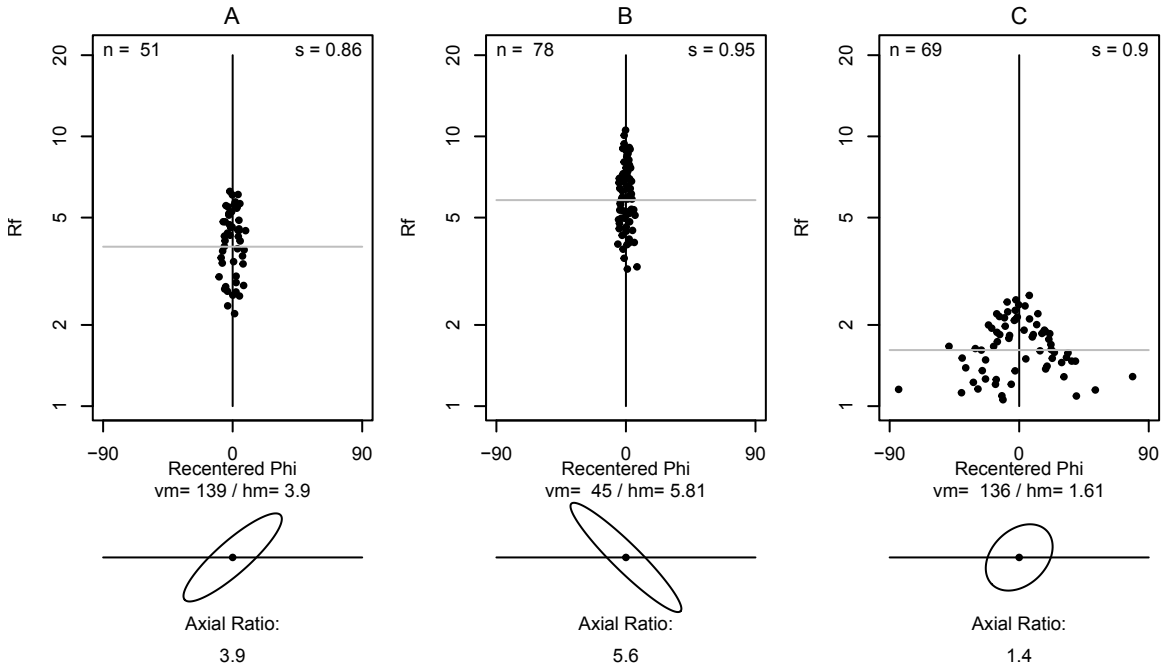 A
n = 51
s = 0.86
Rf
20
10
5
2
1
−90
0
90
Recentered Phi
vm= 139 / hm= 3.9
Axial Ratio:
3.9
B
n = 78
s = 0.95
Rf
20
10
5
2
1
−90
0
90
Recentered Phi
vm= 45 / hm= 5.81
Axial Ratio:
5.6
C
n = 69
s = 0.9
Rf
20
10
5
2
1
−90
0
90
Recentered Phi
vm= 136 / hm= 1.61
Axial Ratio:
1.4